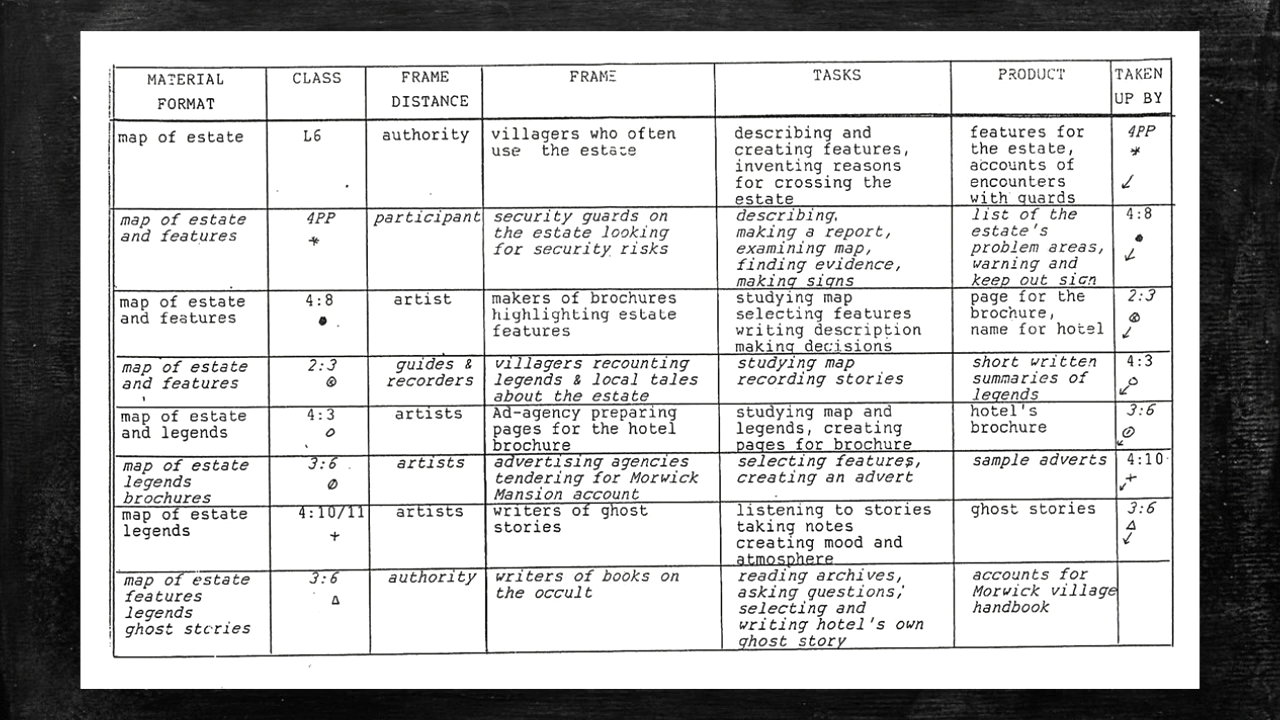 MATERIAL FORMAT | CLASS | FRAME DISTANCE | FRAME | TASKS | PRODUCT | TAKEN UP BY
map of estate | L6 | authority | villagers who often | describing and | features for | 4PP
use the estate | creating features, | the estate, | *
inventing reasons | accounts of
for crossing the | encounters | ↙
estate | with guards
map of estate | 4PP | participant | security guards on | describing, | list of the | 4:8
and features | * | the estate looking | making a report, | estate's | ●
for security risks | examining map, | problem areas, | ↙
finding evidence, | warning and
making signs | keep out sign
map of estate | 4:8 | artist | makers of brochures | studying map | page for the | 2:3
and features | ● | highlighting estate | selecting features | brochure, | ⊗
features | writing description | name for hotel | ↙
making decisions
map of estate | 2:3 | guides & | villagers recounting | studying map | short written | 4:3
and features | ⊗ | recorders | legends & local tales | recording stories | summaries of | ○ ↙
about the estate | legends
map of estate | 4:3 | artists | Ad-agency preparing | studying map and | hotel's | 3:6
and legends | ○ | pages for the hotel | legends, creating | brochure | ⊘ ↙
brochure | pages for brochure
map of estate | 3:6 | artists | advertising agencies | selecting features, | sample adverts | 4:10
legends | ⊘ | tendering for Morwick | creating an advert | + ↙
brochures | Mansion account
map of estate | 4:10/11 | artists | writers of ghost | listening to stories | ghost stories | 3:6
legends | + | stories | taking notes | △
creating mood and | ↙
atmosphere
map of estate | 3:6 | authority | writers of books on | reading archives, | accounts for
features | △ | the occult | asking questions, | Morwick village
legends | selecting and | handbook
ghost stories | writing hotel's own
ghost story